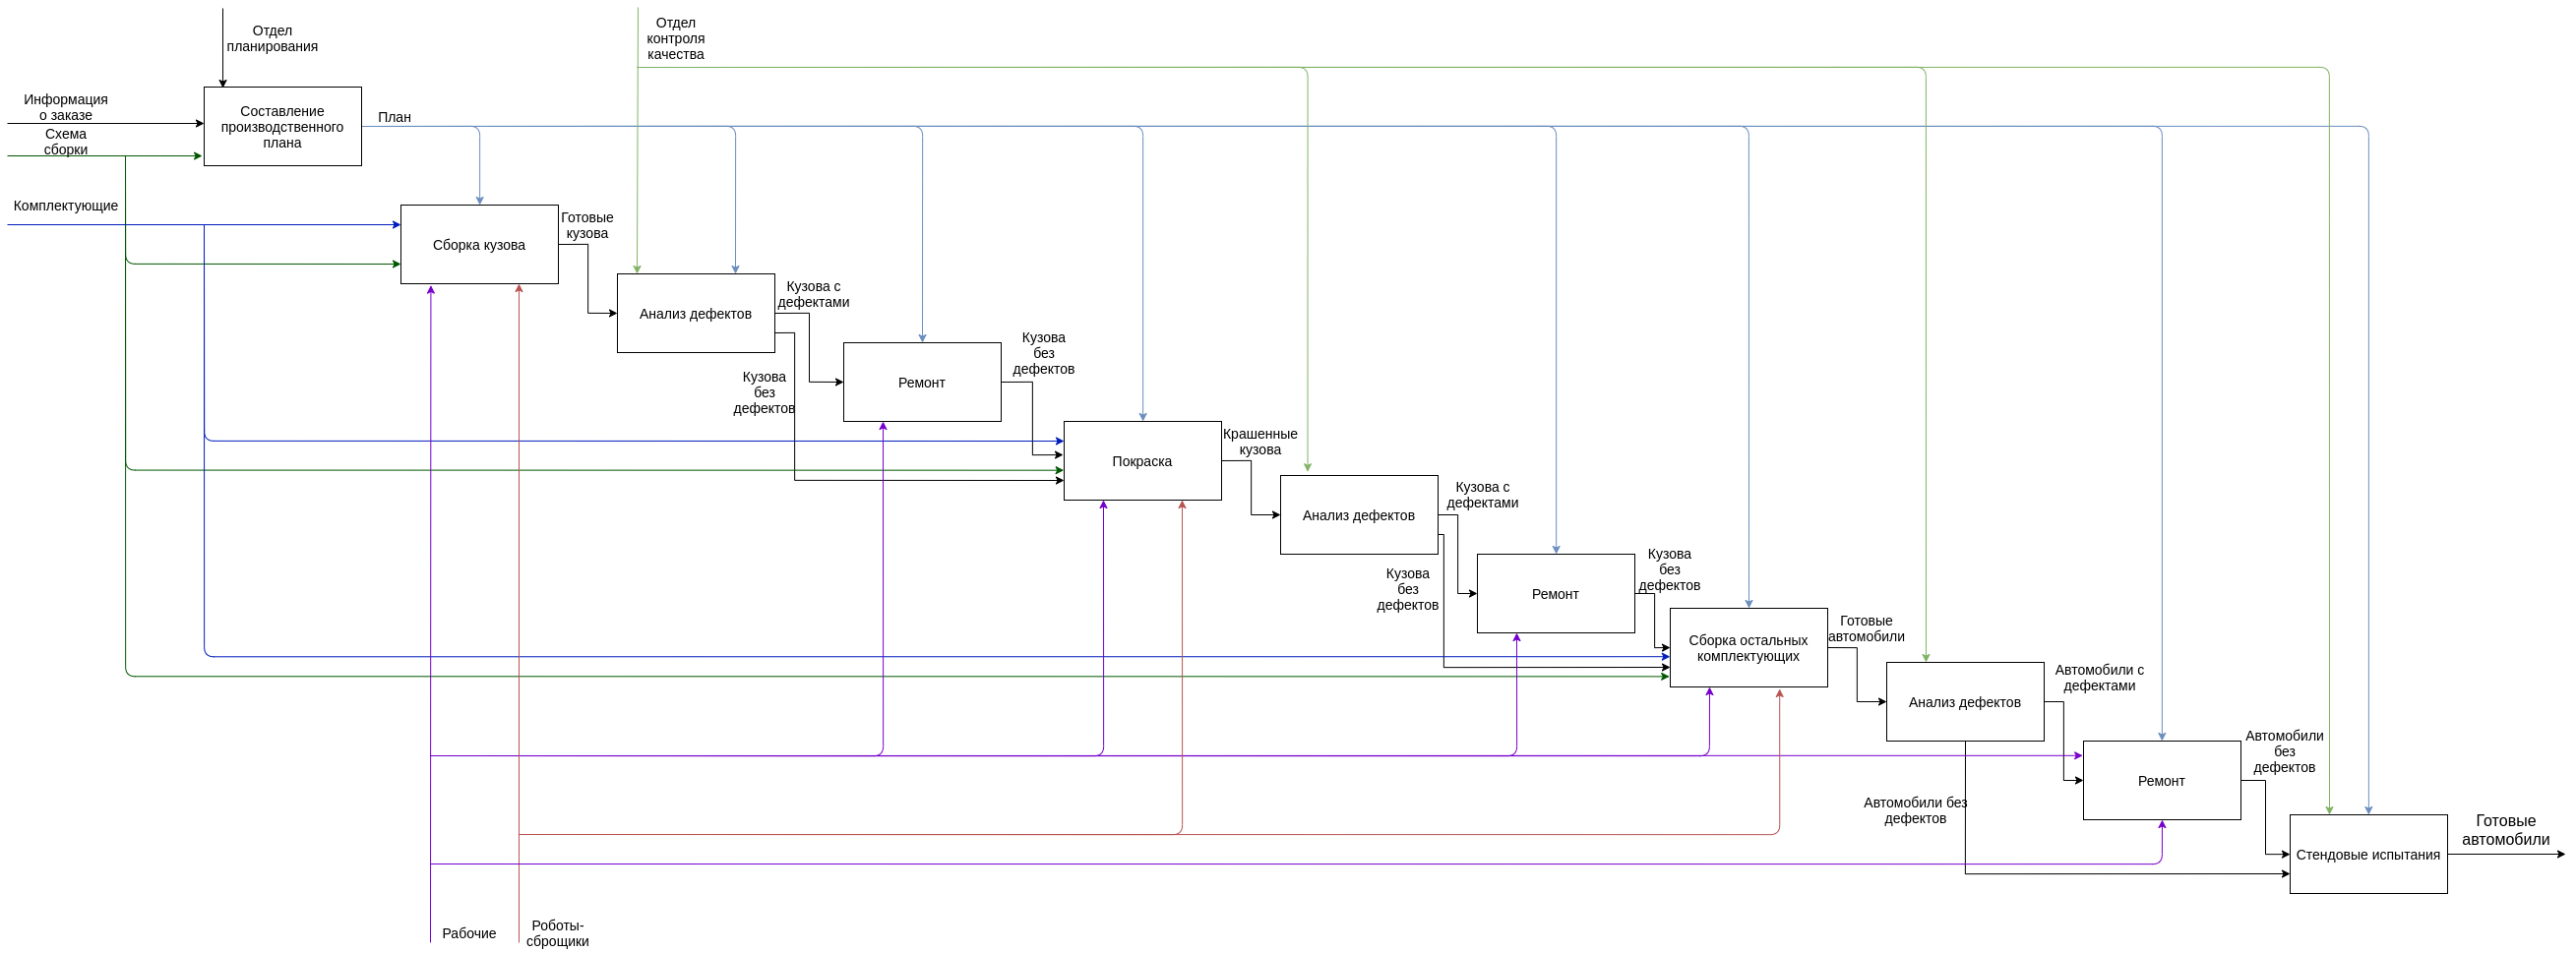 Отдел
планирования
Отдел
контроля
качества
Информация
о заказе
Схема
сборки
Составление
производственного
плана
План
Комплектующие
Сборка кузова
Готовые
кузова
Анализ дефектов
Кузова с
дефектами
Кузова
без
дефектов
Ремонт
Кузова
без
дефектов
Покраска
Крашенные
кузова
Анализ дефектов
Кузова с
дефектами
Кузова
без
дефектов
Ремонт
Кузова
без
дефектов
Сборка остальных
комплектующих
Готовые
автомобили
Анализ дефектов
Автомобили с
дефектами
Автомобили без
дефектов
Ремонт
Автомобили
без
дефектов
Стендовые испытания
Готовые
автомобили
Рабочие
Роботы-
сброщики